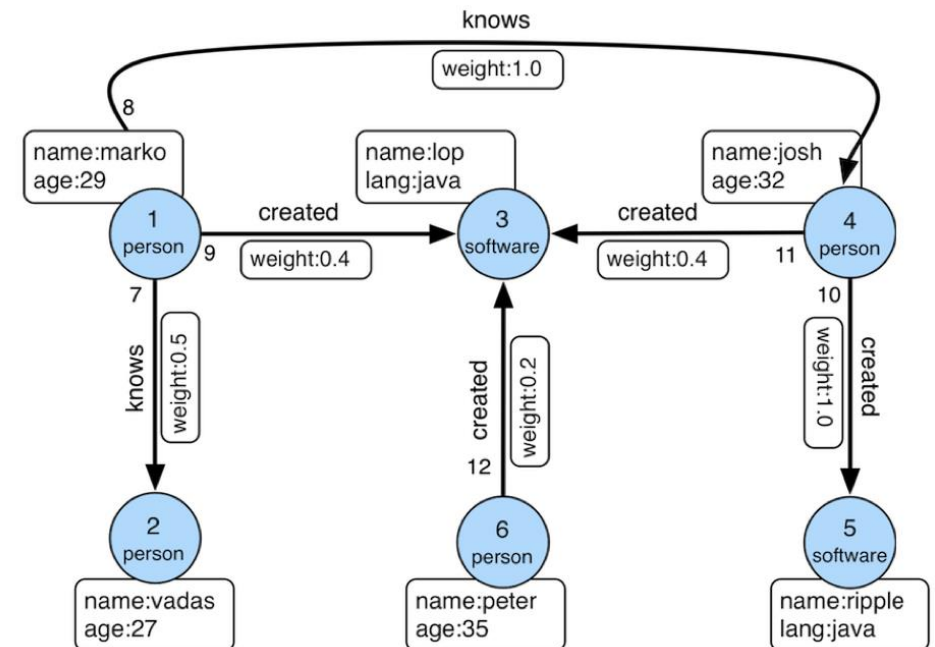 knows
weight:1.0
8
name:marko
age:29
name:lop
lang:java
name:josh
age:32
1
person
9
created
weight:0.4
3
software
created
weight:0.4
11
4
person
7
knows
weight:0.5
created
weight:0.2
12
10
weight:1.0
created
2
person
name:vadas
age:27
6
person
name:peter
age:35
5
software
name:ripple
lang:java